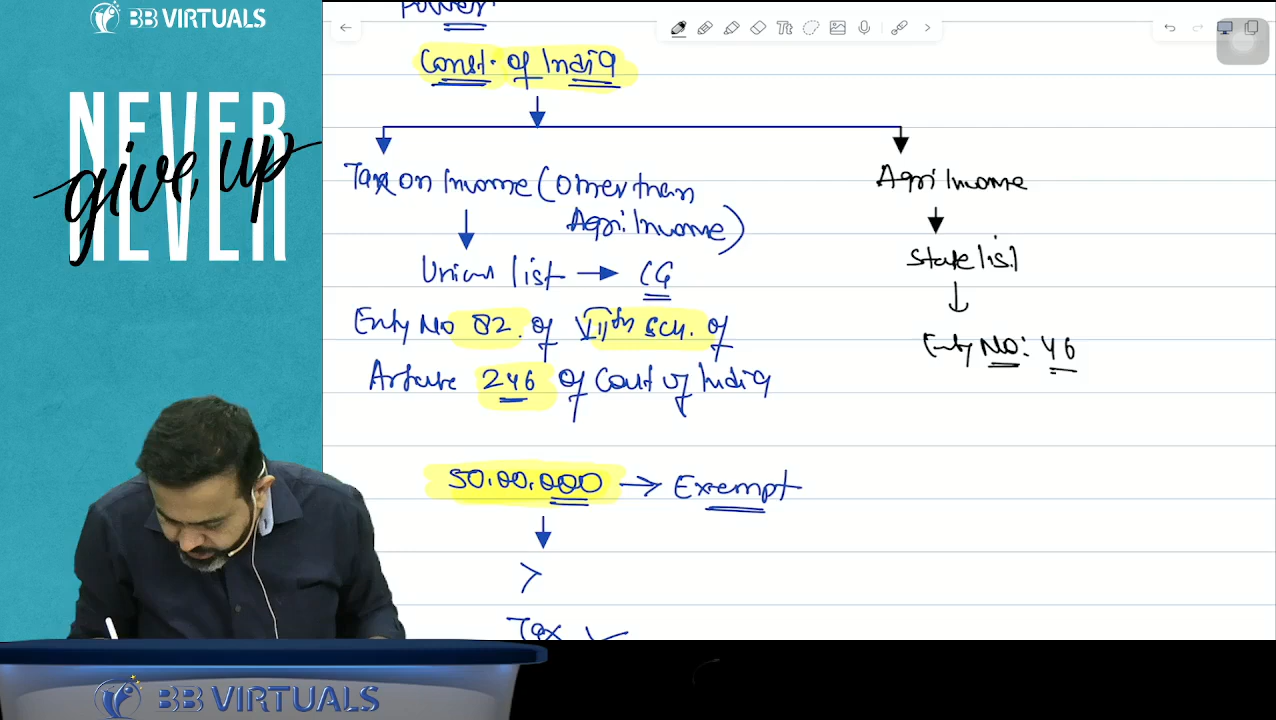 BB VIRTUALS
NEVER
give up
NEVER
Power
Const. of India
Tax on Income (Other than
Agri. Income)
Agri Income
State list
Union list → CG
Entry No 82. of VIIth Sch. of
Entry No: 46
Article 246 of Const of India
50,00,000 → Exempt
>
Tax
BB VIRTUALS